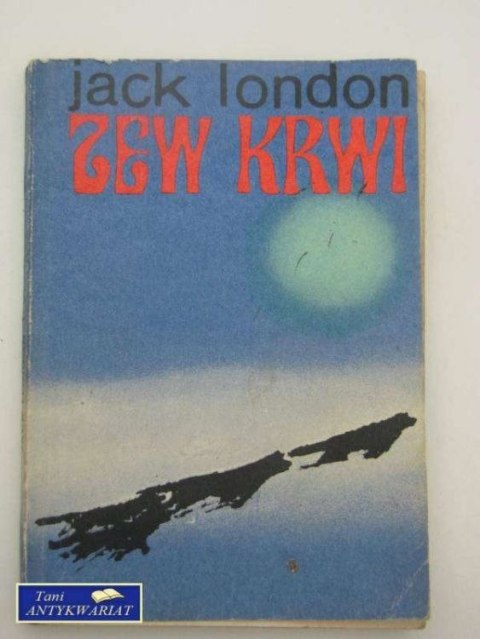 jack london
ZEW KRWI
Tani
ANTYKWARIAT